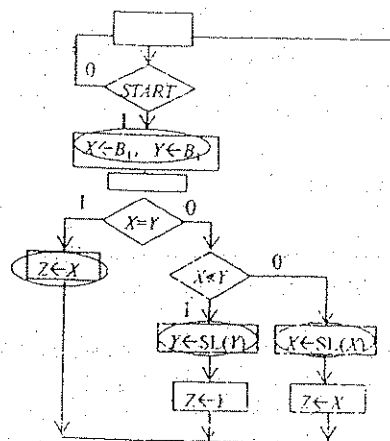 0
START
1
X←B₁, Y←B₁
1 0
X=Y
Z←X
X<Y 0
1
Y←SL(Y) X←SL(X)
Z←Y Z←X